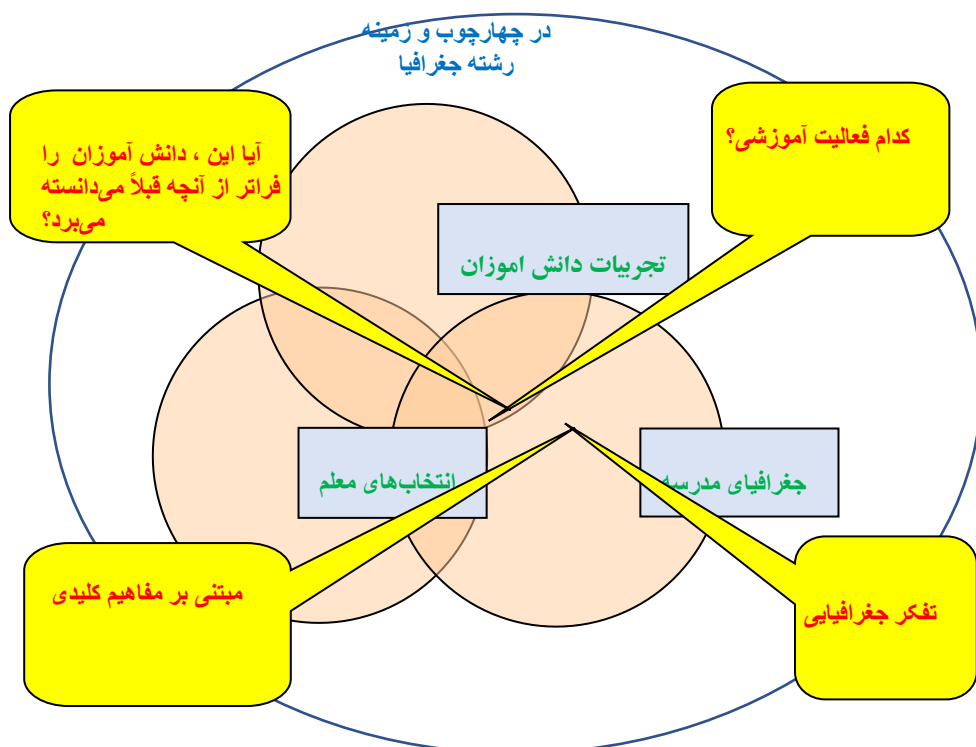 در چهارچوب و زمینه
رشته جغرافیا
کدام فعالیت آموزشی؟
آیا این ، دانش آموزان را
فراتر از آنچه قبلاً می‌دانسته
می‌برد؟
تجربیات دانش اموزان
جغرافیای مدرسه
انتخاب‌های معلم
مبتنی بر مفاهیم کلیدی
تفکر جغرافیایی